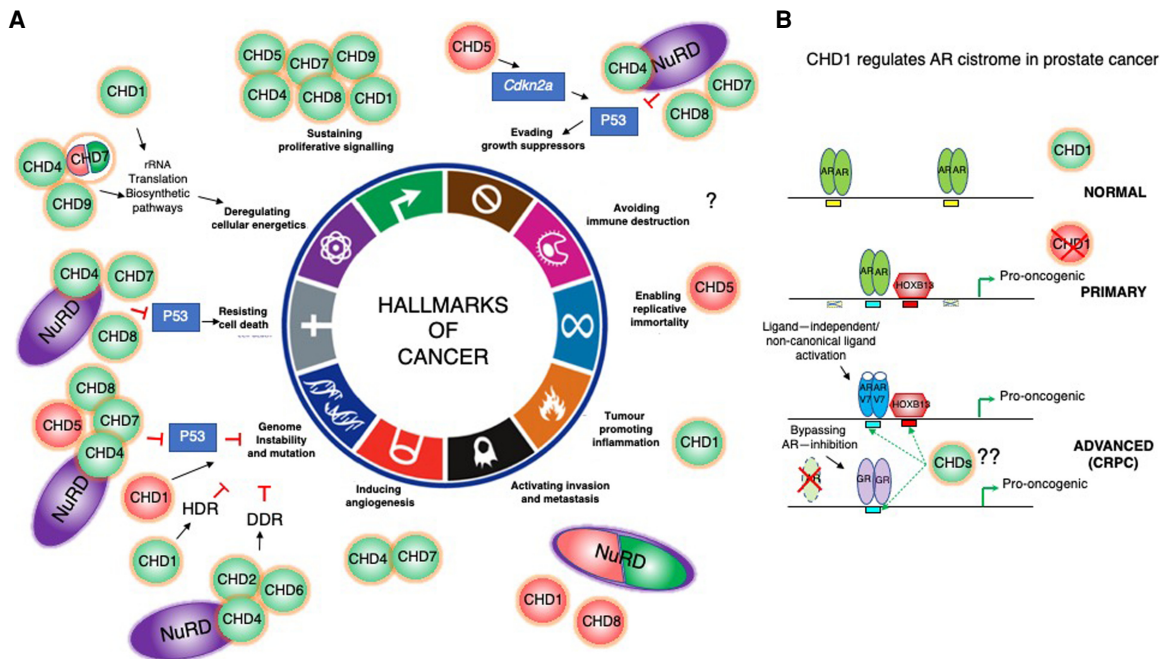 A
CHD5
CHD7
CHD9
CHD4
CHD8
CHD1
Sustaining
proliferative signalling
CHD5
Cdkn2a
P53
Evading
growth suppressors
CHD4
NuRD
CHD7
CHD8
CHD1
CHD4
CHD7
CHD9
rRNA
Translation
Biosynthetic
pathways
Deregulating
cellular energetics
Avoiding
immune destruction
?
CHD4
CHD7
NuRD
CHD8
P53
Resisting
cell death
HALLMARKS
OF
CANCER
Enabling
replicative
immortality
CHD5
CHD8
CHD5
CHD7
CHD4
NuRD
P53
Genome
Instability
and mutation
CHD1
HDR
DDR
CHD1
CHD2
CHD6
CHD4
NuRD
Inducing
angiogenesis
CHD4
CHD7
Activating invasion
and metastasis
NuRD
CHD1
CHD8
Tumour
promoting
inflammation
CHD1
B
CHD1 regulates AR cistrome in prostate cancer
CHD1
AR AR
AR AR
NORMAL
CHD1
AR AR
HOXB13
Pro-oncogenic
PRIMARY
Ligand—independent/
non-canonical ligand
activation
AR AR
V7 V7
HOXB13
Pro-oncogenic
Bypassing
AR—inhibition
AR
GR GR
CHDs
??
ADVANCED
(CRPC)
Pro-oncogenic